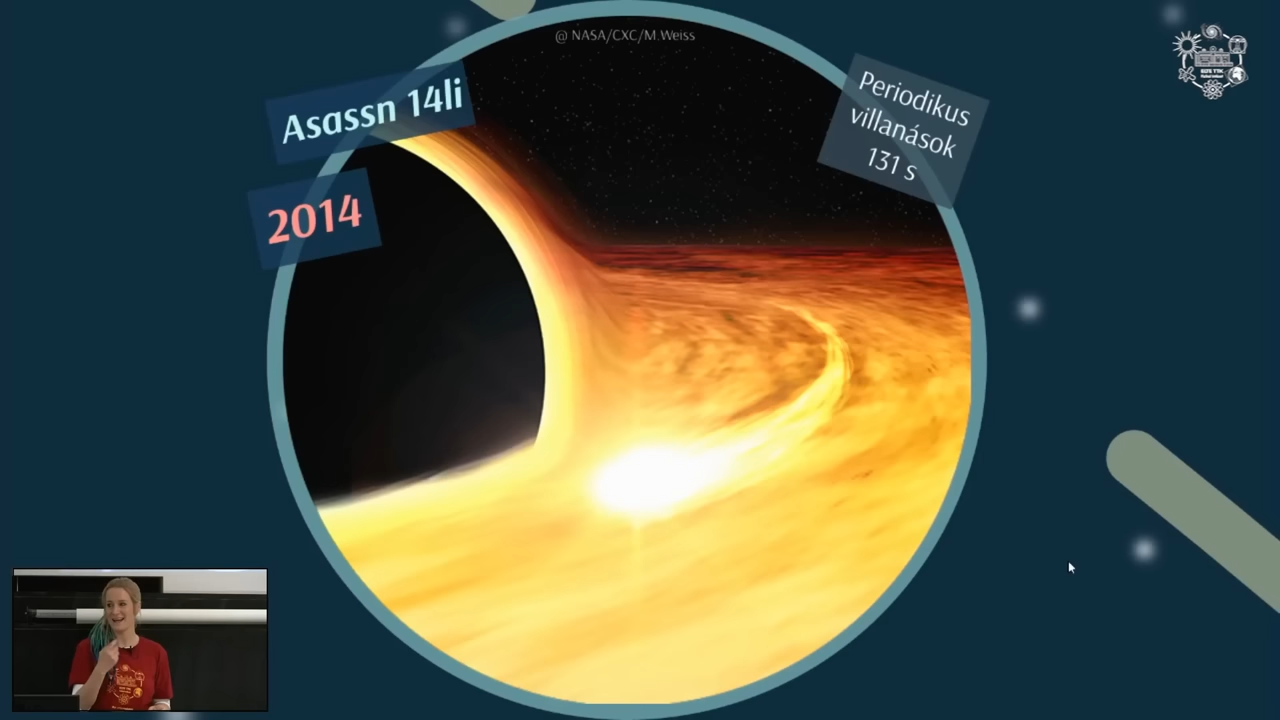 @ NASA/CXC/M.Weiss
Asassn 14li
2014
Periodikus
villanások
131 s